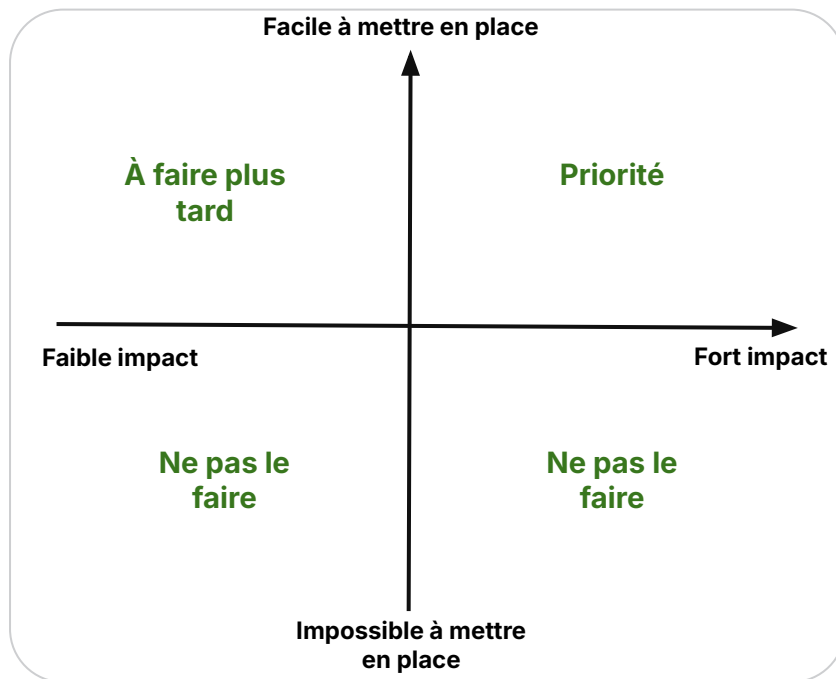 Facile à mettre en place
À faire plus
tard
Priorité
Faible impact
Fort impact
Ne pas le
faire
Ne pas le
faire
Impossible à mettre
en place